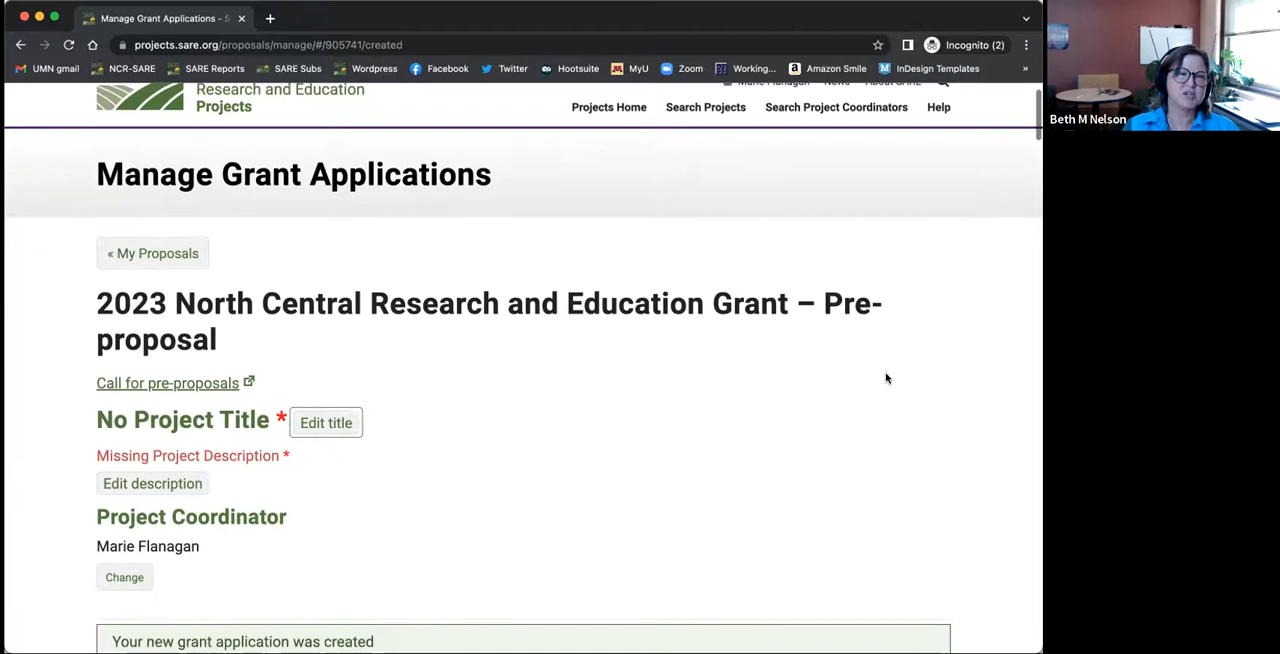 Manage Grant Applications - S
projects.sare.org/proposals/manage/#/905741/created
Incognito (2)
UMN gmail
NCR-SARE
SARE Reports
SARE Subs
Wordpress
Facebook
Twitter
Hootsuite
MyU
Zoom
Working...
Amazon Smile
InDesign Templates
»
Research and Education
Projects
Projects Home
Search Projects
Search Project Coordinators
Help
Manage Grant Applications
« My Proposals
2023 North Central Research and Education Grant – Pre-
proposal
Call for pre-proposals
No Project Title * Edit title
Missing Project Description *
Edit description
Project Coordinator
Marie Flanagan
Change
Your new grant application was created
Beth M Nelson